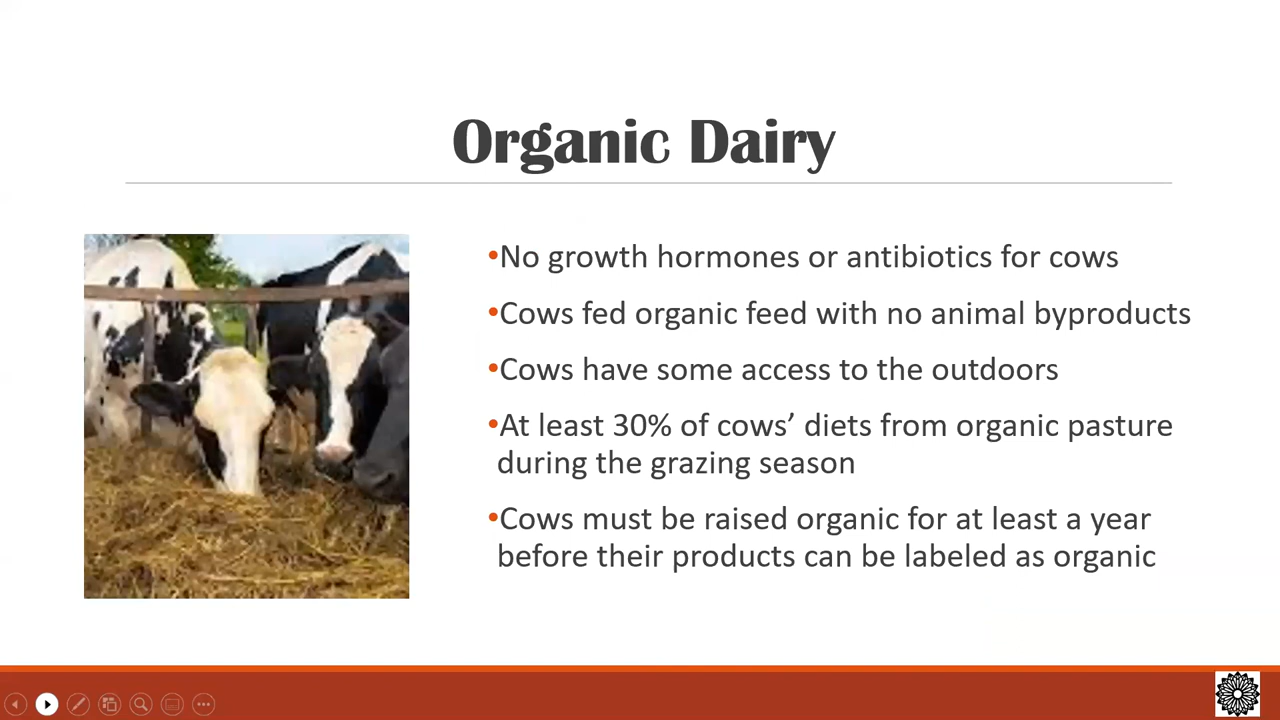 Organic Dairy
•No growth hormones or antibiotics for cows
•Cows fed organic feed with no animal byproducts
•Cows have some access to the outdoors
•At least 30% of cows’ diets from organic pasture
during the grazing season
•Cows must be raised organic for at least a year
before their products can be labeled as organic